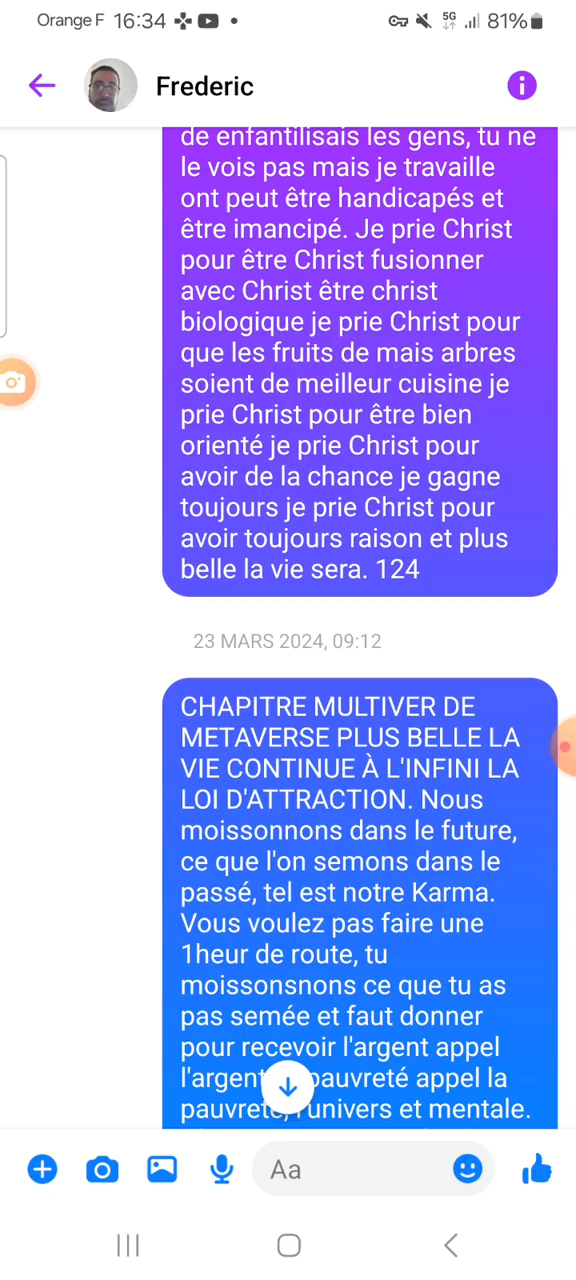 Orange F 16:34
5G 81%
Frederic
de enfantilisais les gens, tu ne
le vois pas mais je travaille
ont peut être handicapés et
être imancipé. Je prie Christ
pour être Christ fusionner
avec Christ être christ
biologique je prie Christ pour
que les fruits de mais arbres
soient de meilleur cuisine je
prie Christ pour être bien
orienté je prie Christ pour
avoir de la chance je gagne
toujours je prie Christ pour
avoir toujours raison et plus
belle la vie sera. 124
23 MARS 2024, 09:12
CHAPITRE MULTIVER DE
METAVERSE PLUS BELLE LA
VIE CONTINUE À L'INFINI LA
LOI D'ATTRACTION. Nous
moissonnons dans le future,
ce que l'on semons dans le
passé, tel est notre Karma.
Vous voulez pas faire une
1heur de route, tu
moissonsnons ce que tu as
pas semée et faut donner
pour recevoir l'argent appel
l'argent pauvreté appel la
pauvreté, l'univers et mentale.
Aa